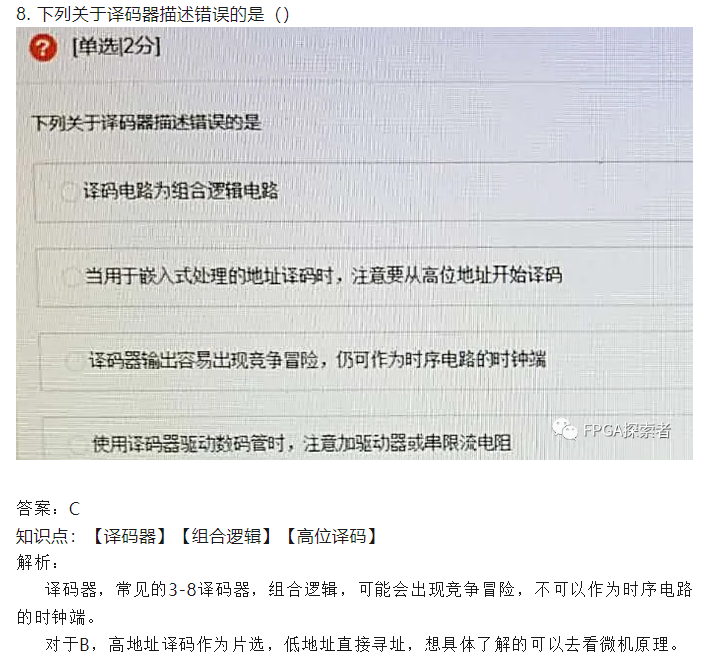 8. 下列关于译码器描述错误的是（）
[单选|2分]
下列关于译码器描述错误的是
译码电路为组合逻辑电路
当用于嵌入式处理的地址译码时，注意要从高位地址开始译码
译码器输出容易出现竞争冒险，仍可作为时序电路的时钟端
使用译码器驱动数码管时，注意加驱动器或串限流电阻
FPGA探索者
答案：C
知识点：【译码器】【组合逻辑】【高位译码】
解析：
译码器，常见的3-8译码器，组合逻辑，可能会出现竞争冒险，不可以作为时序电路
的时钟端。
对于B，高地址译码作为片选，低地址直接寻址，想具体了解的可以去看微机原理。